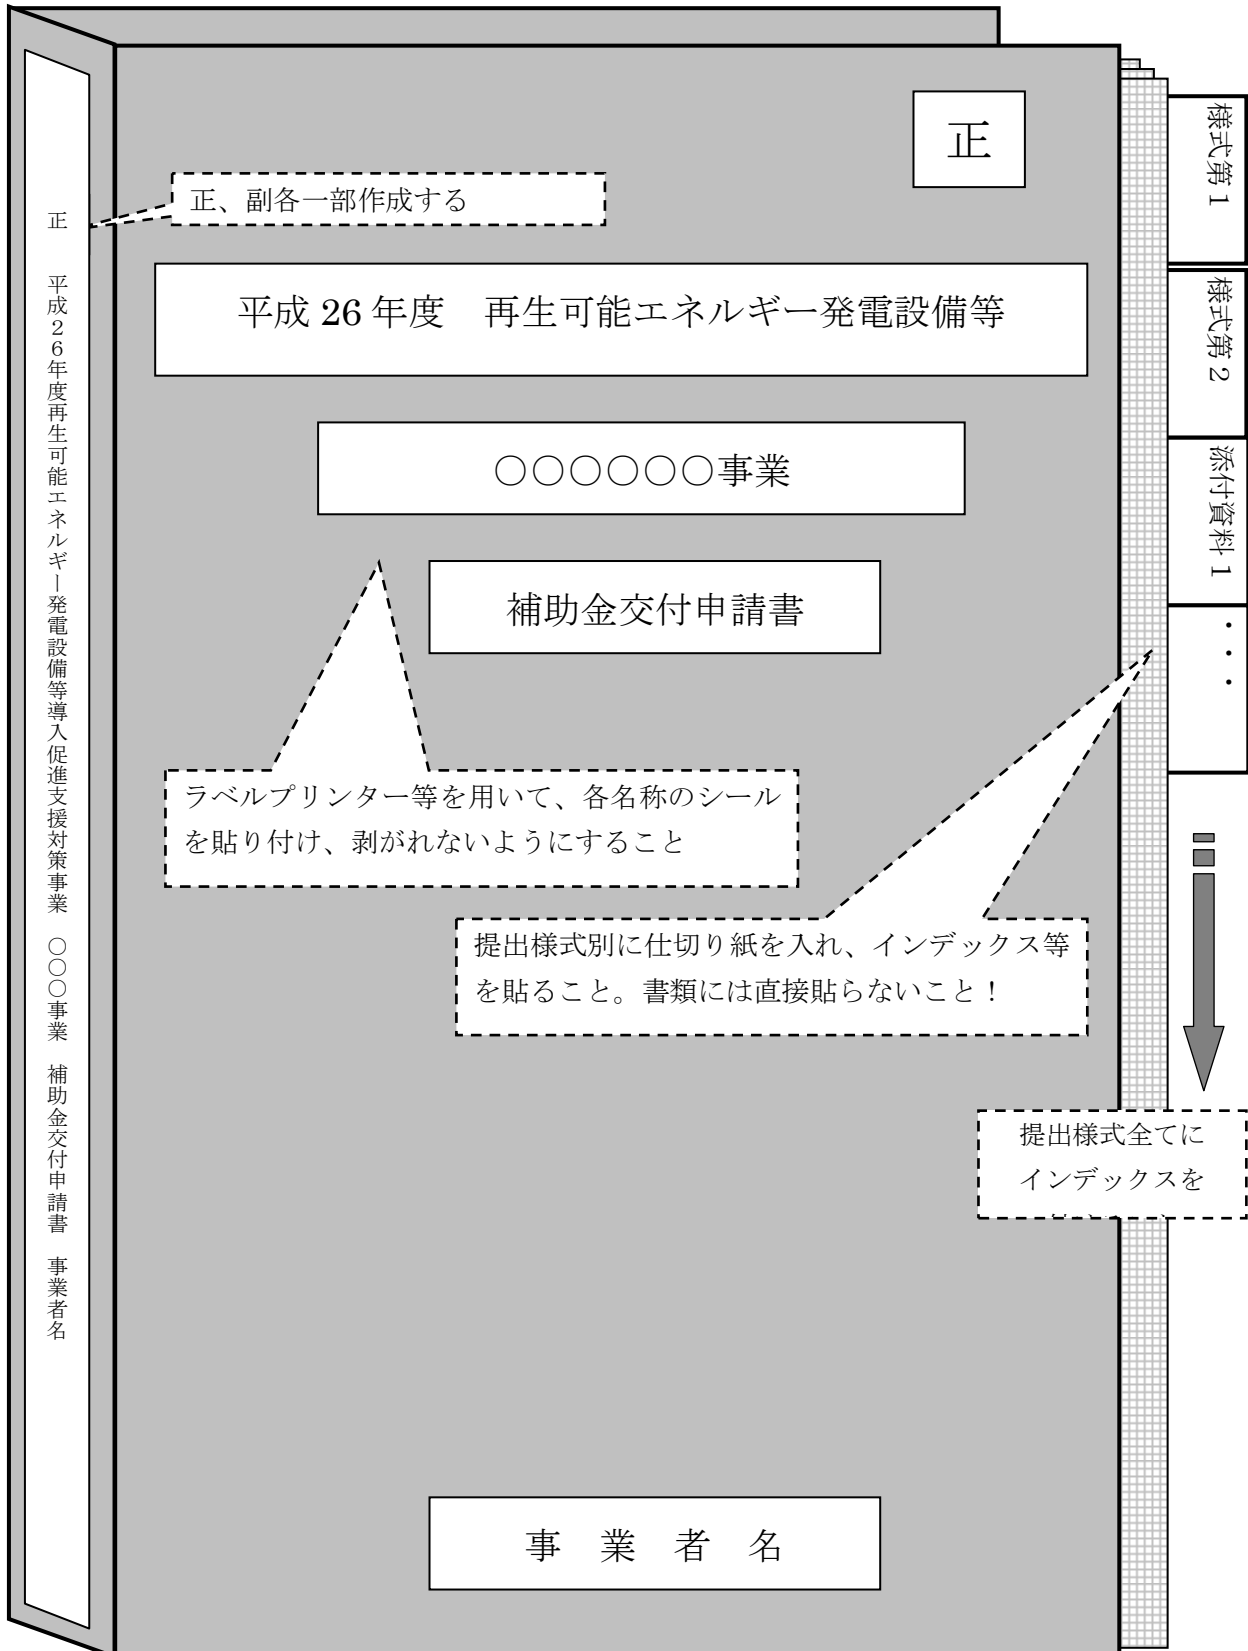 正
正、副各一部作成する
平成 26 年度　再生可能エネルギー発電設備等
○○○○○○事業
補助金交付申請書
ラベルプリンター等を用いて、各名称のシール
を貼り付け、剥がれないようにすること
提出様式別に仕切り紙を入れ、インデックス等
を貼ること。書類には直接貼らないこと！
事　業　者　名
正　　平成２６年度再生可能エネルギー発電設備等導入促進支援対策事業　○○○事業　補助金交付申請書　事業者名
様式第 1
様式第 2
添付資料 1
・・・
提出様式全てに
インデックスを